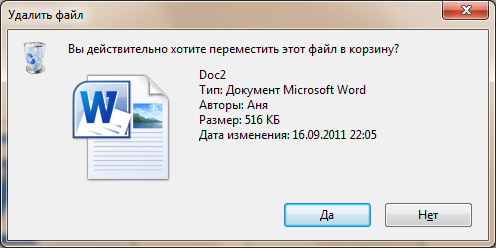 Удалить файл
Вы действительно хотите переместить этот файл в корзину?
Doc2
Тип: Документ Microsoft Word
Авторы: Аня
Размер: 516 КБ
Дата изменения: 16.09.2011 22:05
W
Да
Нет